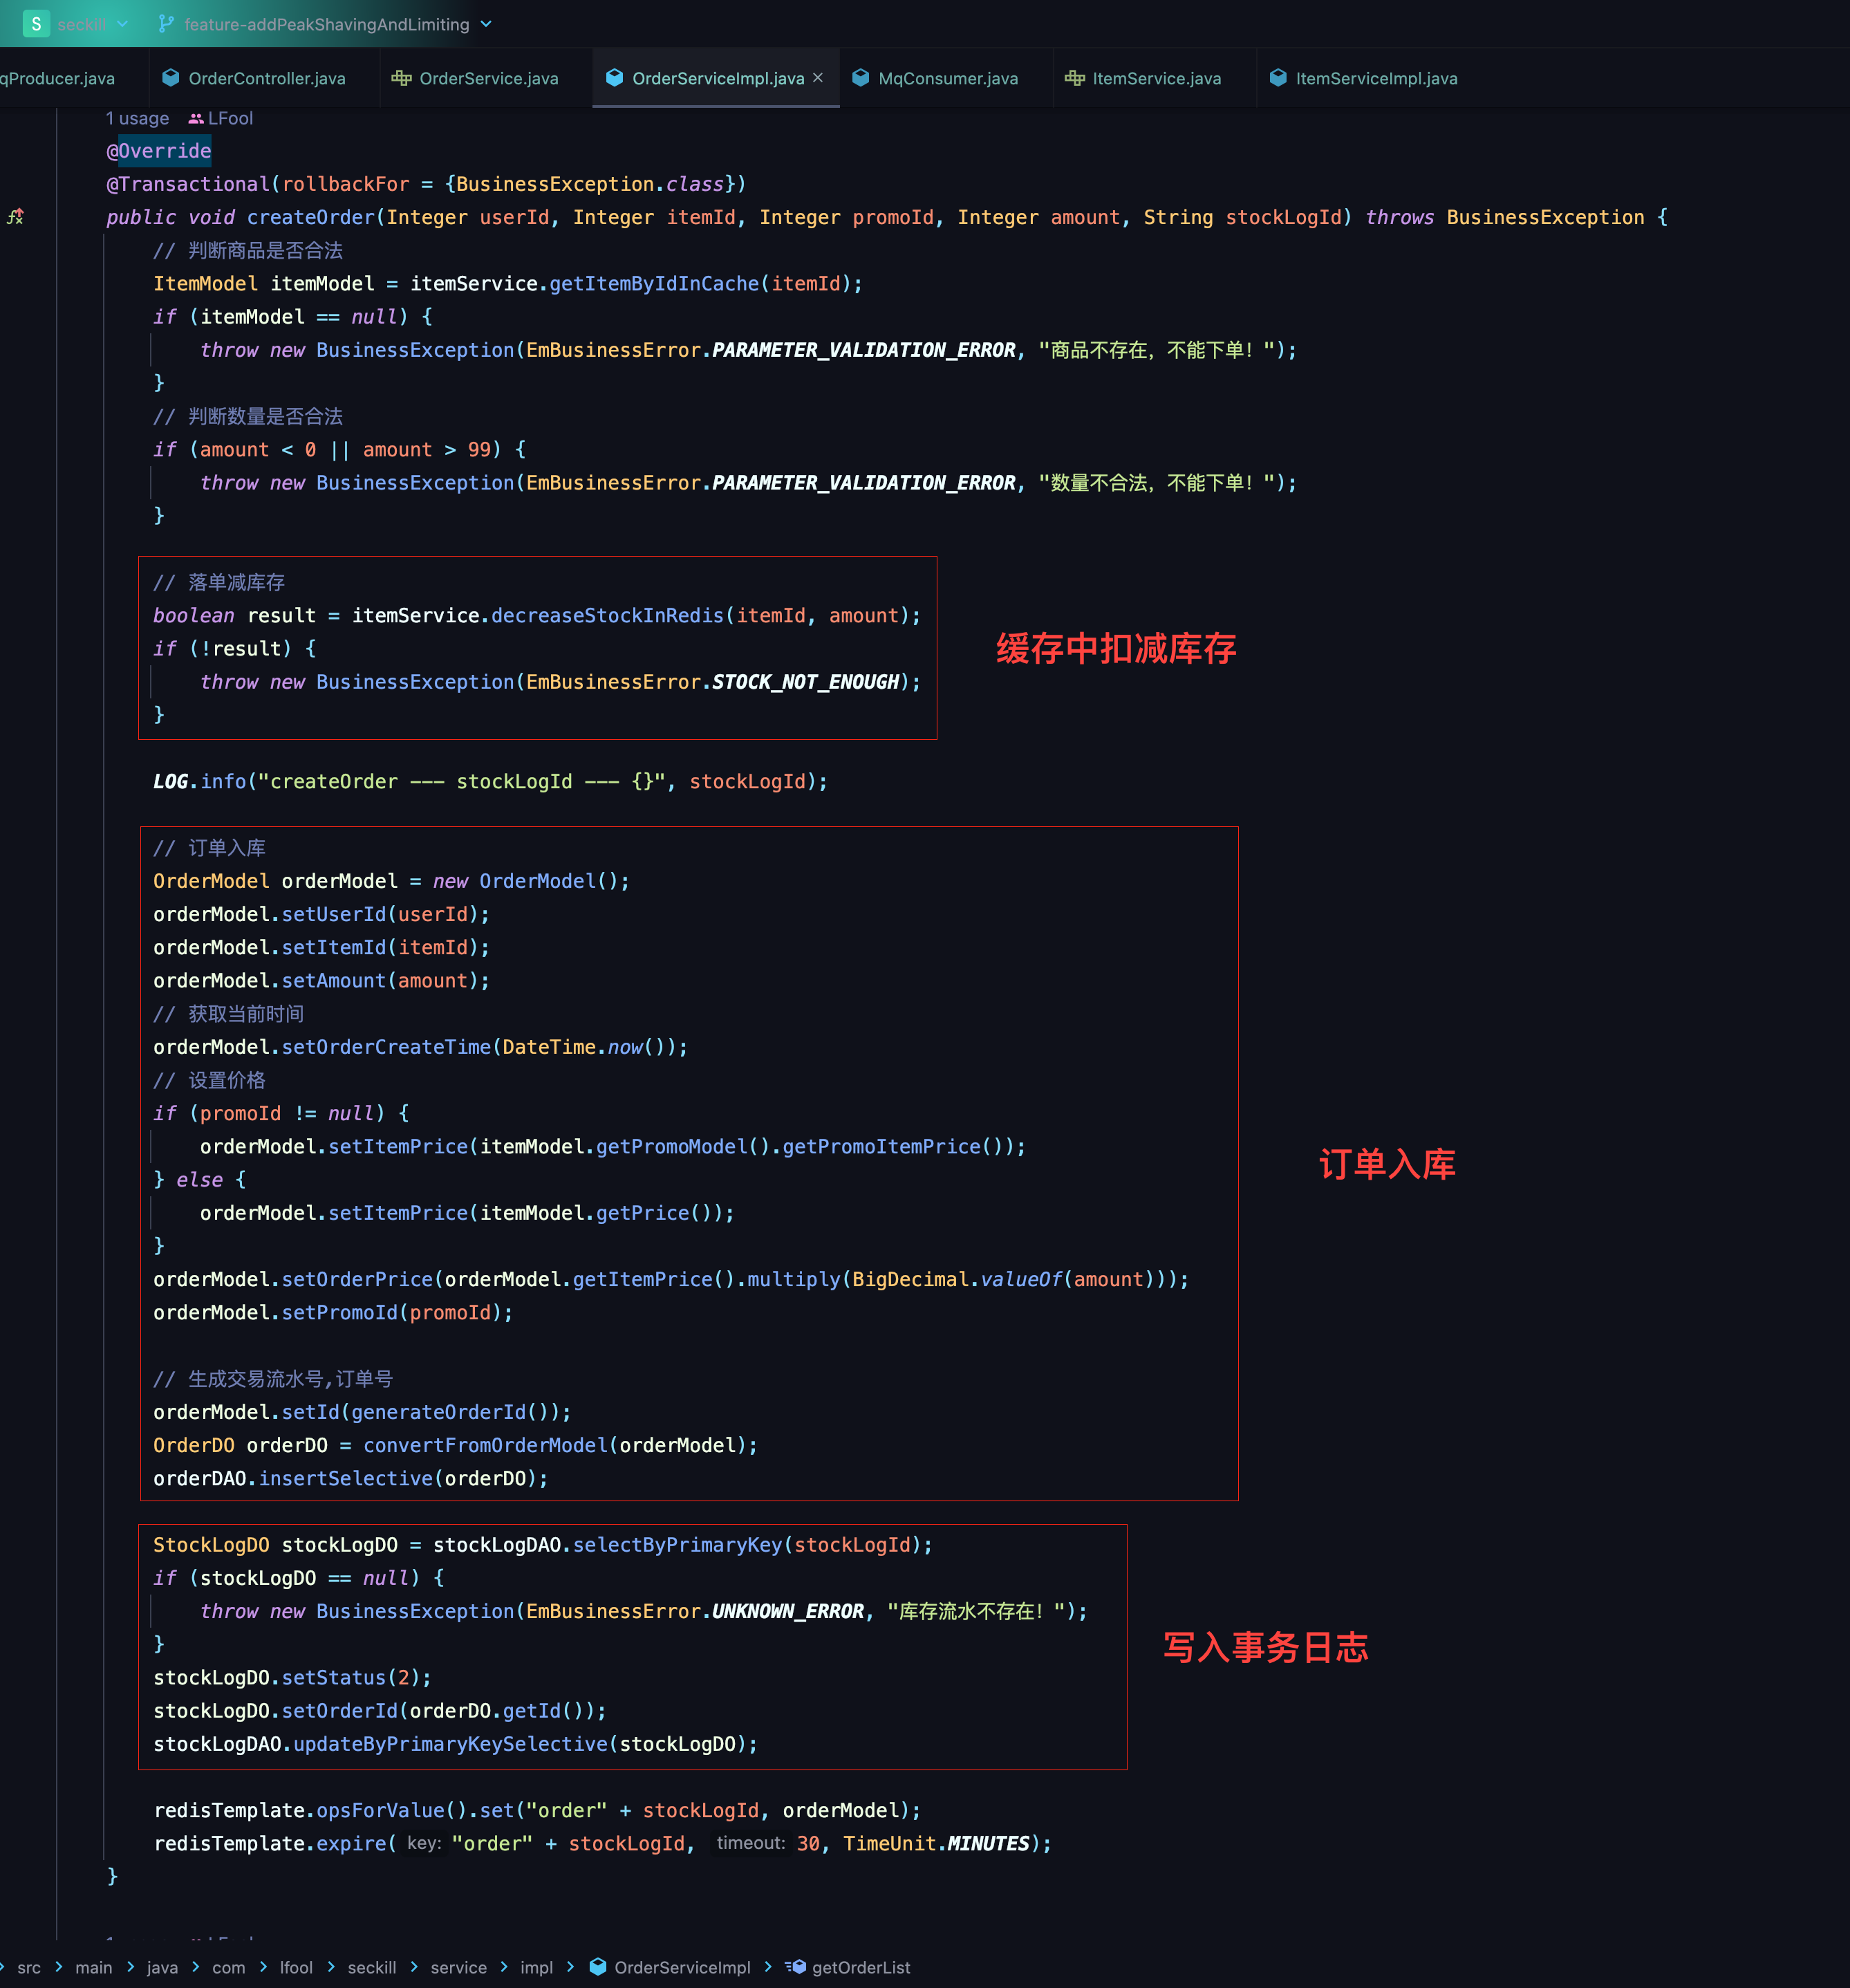 S seckill feature-addPeakShavingAndLimiting
qProducer.java OrderController.java OrderService.java OrderServiceImpl.java × MqConsumer.java ItemService.java ItemServiceImpl.java
1 usage LFool
@Override
@Transactional(rollbackFor = {BusinessException.class})
public void createOrder(Integer userId, Integer itemId, Integer promoId, Integer amount, String stockLogId) throws BusinessException {
// 判断商品是否合法
ItemModel itemModel = itemService.getItemByIdInCache(itemId);
if (itemModel == null) {
throw new BusinessException(EmBusinessError.PARAMETER_VALIDATION_ERROR, "商品不存在，不能下单！");
}
// 判断数量是否合法
if (amount < 0 || amount > 99) {
throw new BusinessException(EmBusinessError.PARAMETER_VALIDATION_ERROR, "数量不合法，不能下单！");
}
// 落单减库存
boolean result = itemService.decreaseStockInRedis(itemId, amount);
if (!result) {
throw new BusinessException(EmBusinessError.STOCK_NOT_ENOUGH);
}
缓存中扣减库存
LOG.info("createOrder --- stockLogId --- {}", stockLogId);
// 订单入库
OrderModel orderModel = new OrderModel();
orderModel.setUserId(userId);
orderModel.setItemId(itemId);
orderModel.setAmount(amount);
// 获取当前时间
orderModel.setOrderCreateTime(DateTime.now());
// 设置价格
if (promoId != null) {
orderModel.setItemPrice(itemModel.getPromoModel().getPromoItemPrice());
} else {
orderModel.setItemPrice(itemModel.getPrice());
}
orderModel.setOrderPrice(orderModel.getItemPrice().multiply(BigDecimal.valueOf(amount)));
orderModel.setPromoId(promoId);
// 生成交易流水号,订单号
orderModel.setId(generateOrderId());
OrderDO orderDO = convertFromOrderModel(orderModel);
orderDAO.insertSelective(orderDO);
订单入库
StockLogDO stockLogDO = stockLogDAO.selectByPrimaryKey(stockLogId);
if (stockLogDO == null) {
throw new BusinessException(EmBusinessError.UNKNOWN_ERROR, "库存流水不存在！");
}
stockLogDO.setStatus(2);
stockLogDO.setOrderId(orderDO.getId());
stockLogDAO.updateByPrimaryKeySelective(stockLogDO);
写入事务日志
redisTemplate.opsForValue().set("order" + stockLogId, orderModel);
redisTemplate.expire( key: "order" + stockLogId, timeout: 30, TimeUnit.MINUTES);
}
src > main > java > com > lfool > seckill > service > impl > OrderServiceImpl > getOrderList